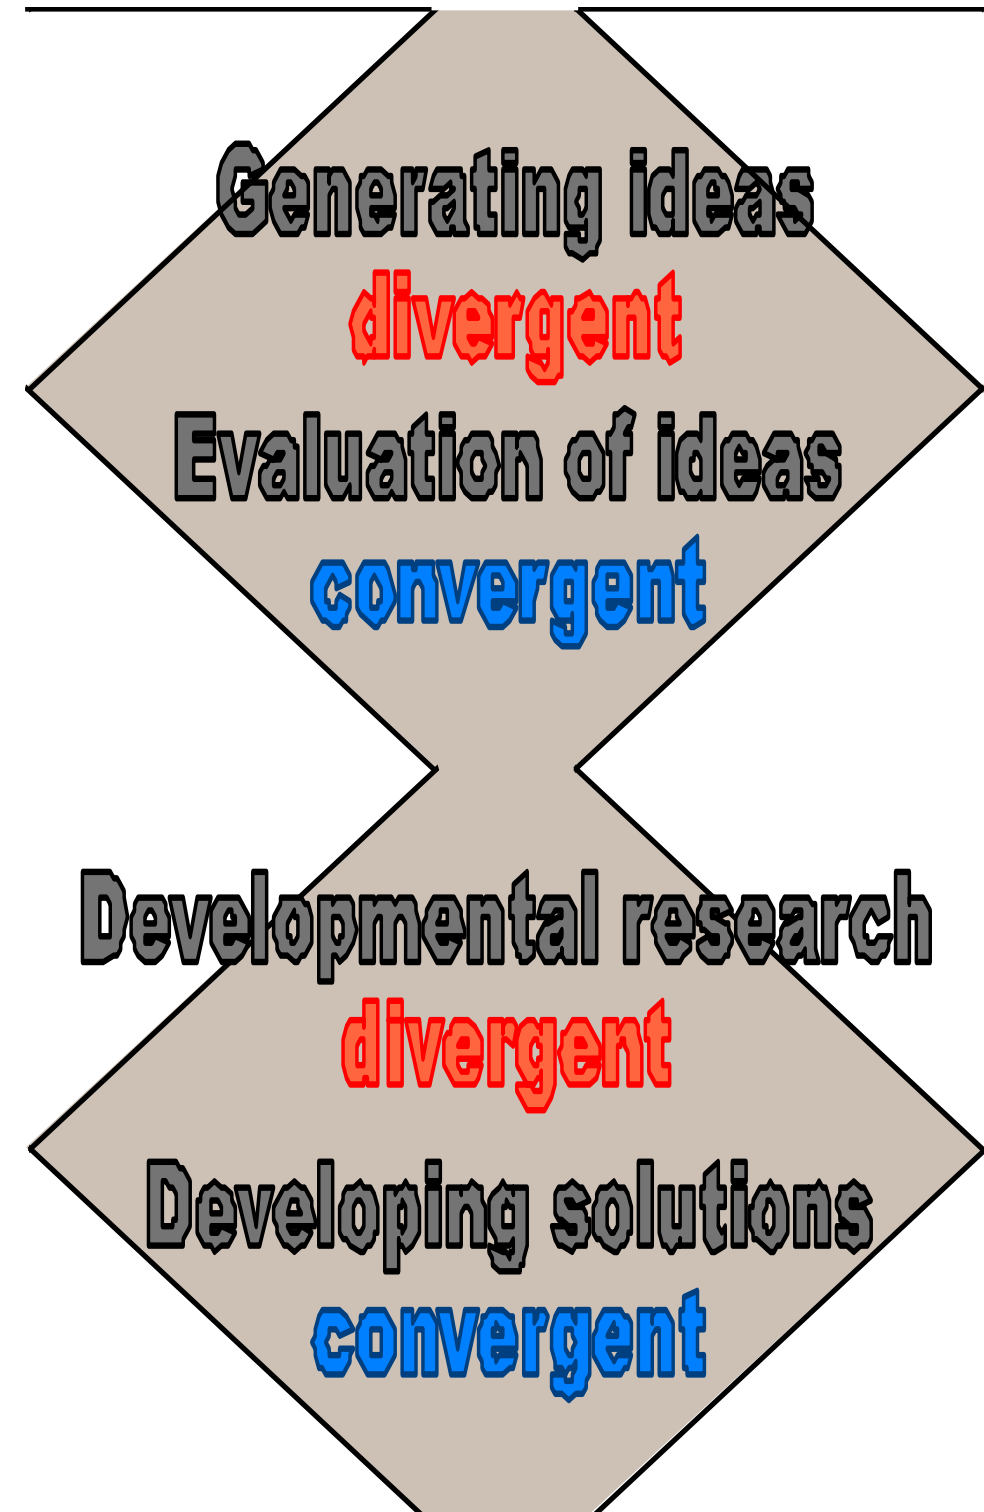 Generating ideas
divergent
Evaluation of ideas
convergent
Developmental research
divergent
Developing solutions
convergent